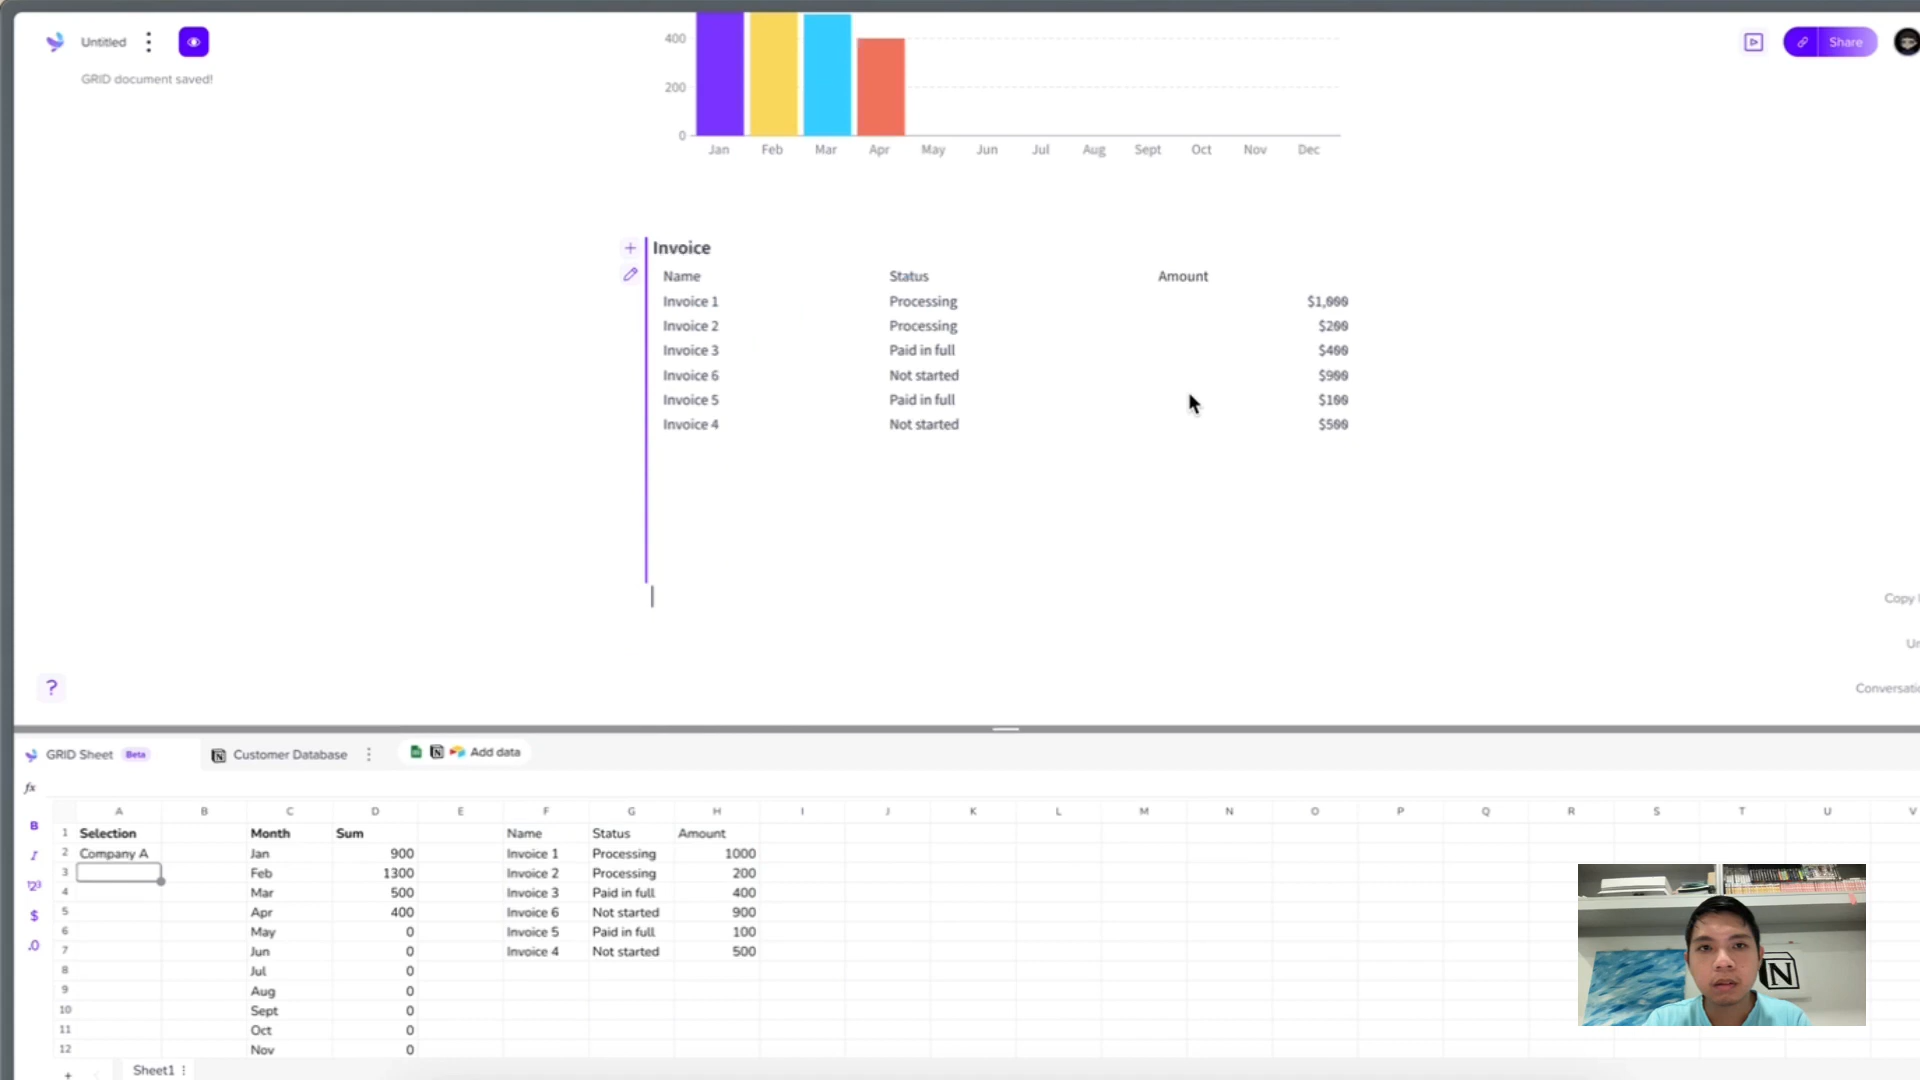 Untitled
Share
GRID document saved!
400
200
0
Jan Feb Mar Apr May Jun Jul Aug Sept Oct Nov Dec
Invoice
Name Status Amount
Invoice 1 Processing $1,000
Invoice 2 Processing $200
Invoice 3 Paid in full $400
Invoice 6 Not started $900
Invoice 5 Paid in full $100
Invoice 4 Not started $500
Copy
?
Conversatio
GRID Sheet Beta Customer Database Add data
fx
A B C D E F G H I J K L M N O P Q R S T U V
1 Selection Month Sum Name Status Amount
2 Company A Jan 900 Invoice 1 Processing 1000
3 Feb 1300 Invoice 2 Processing 200
4 Mar 500 Invoice 3 Paid in full 400
5 Apr 400 Invoice 6 Not started 900
6 May 0 Invoice 5 Paid in full 100
7 Jun 0 Invoice 4 Not started 500
8 Jul 0
9 Aug 0
10 Sept 0
11 Oct 0
12 Nov 0
B
I
123
$
.0
+ Sheet1
N